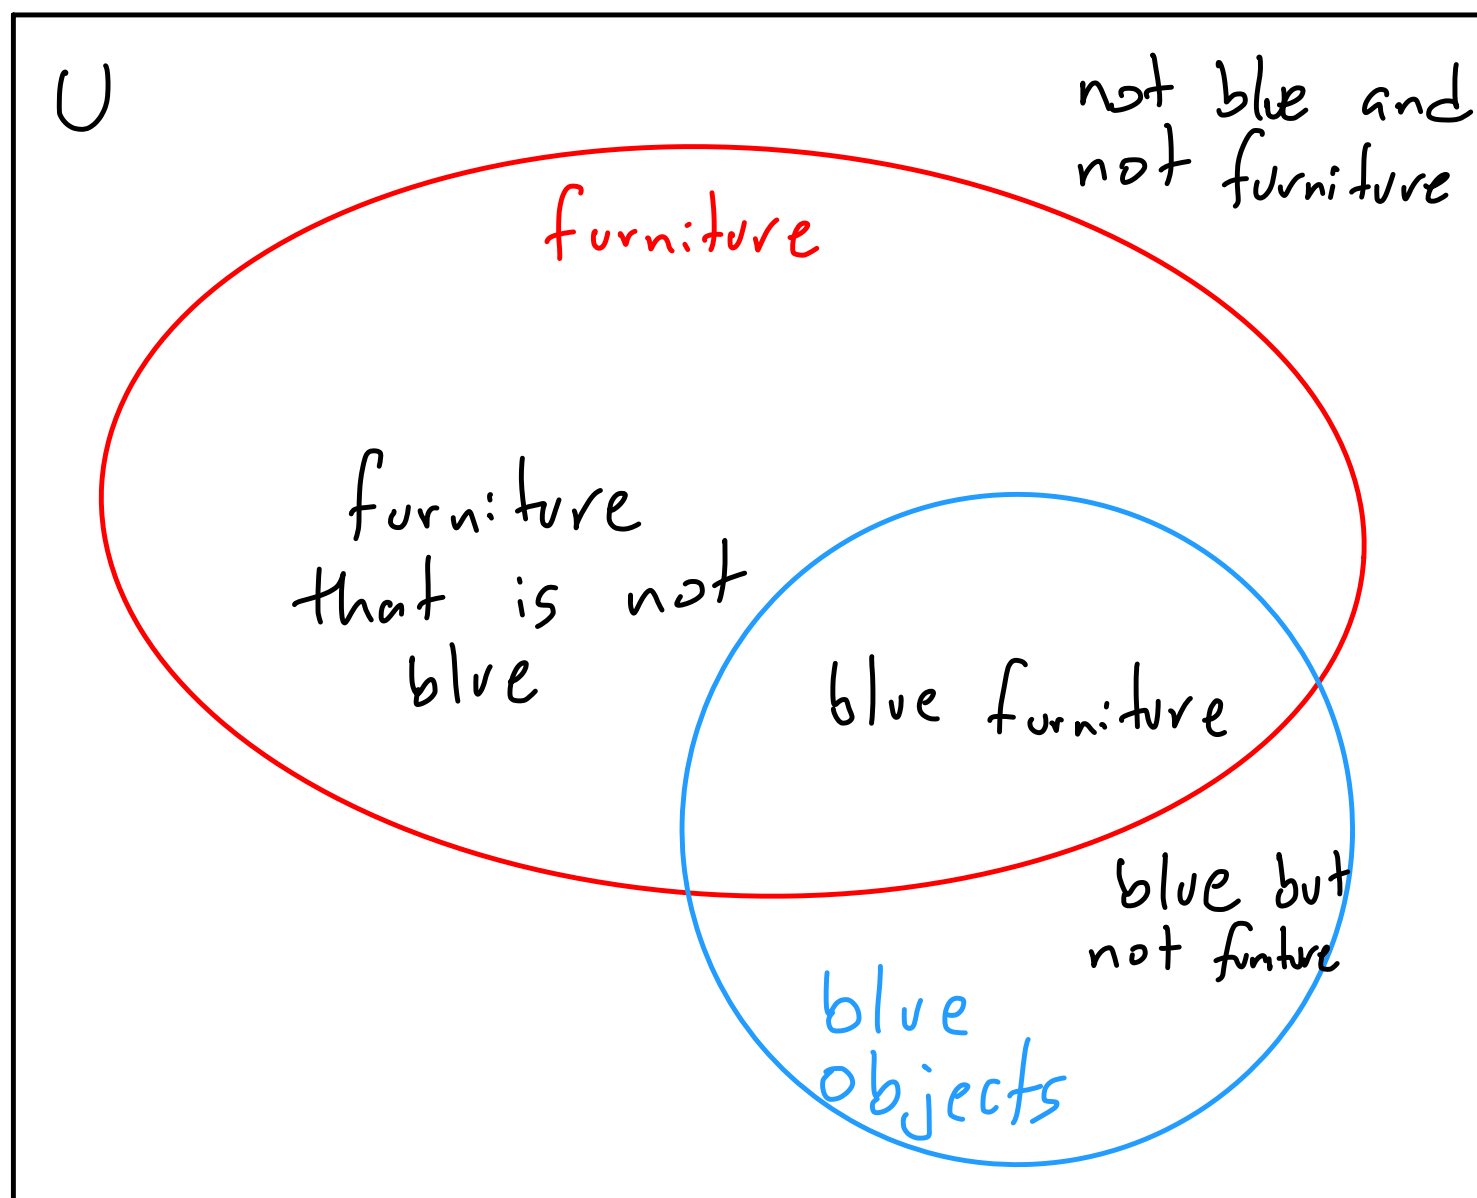 U
not blue and
not furniture
furniture
furniture
that is not
blue
blue furniture
blue but
not furniture
blue
objects